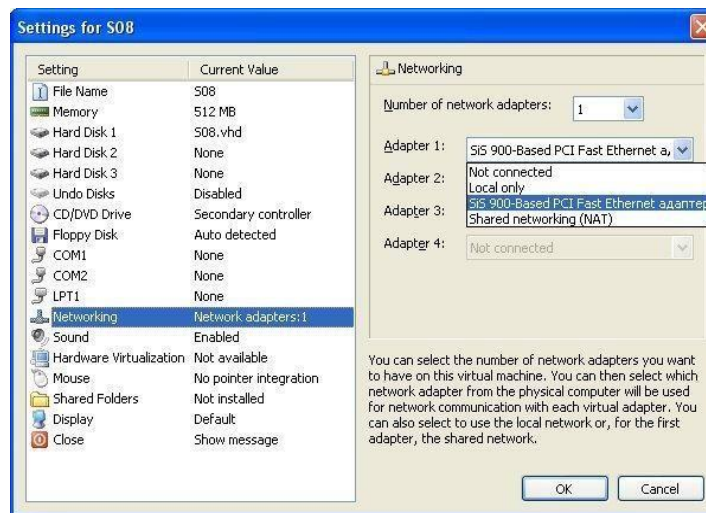 Settings for S08
Setting Current Value
File Name S08
Memory 512 MB
Hard Disk 1 S08.vhd
Hard Disk 2 None
Hard Disk 3 None
Undo Disks Disabled
CD/DVD Drive Secondary controller
Floppy Disk Auto detected
COM1 None
COM2 None
LPT1 None
Networking Network adapters:1
Sound Enabled
Hardware Virtualization Not available
Mouse No pointer integration
Shared Folders Not installed
Display Default
Close Show message
Networking
Number of network adapters: 1
Adapter 1: SiS 900-Based PCI Fast Ethernet а,
Not connected
Local only
Adapter 2:
SiS 900-Based PCI Fast Ethernet адаптер
Adapter 3:
Shared networking (NAT)
Adapter 4: Not connected
You can select the number of network adapters you want
to have on this virtual machine. You can then select which
network adapter from the physical computer will be used
for network communication with each virtual adapter. You
can also select to use the local network or, for the first
adapter, the shared network.
OK Cancel